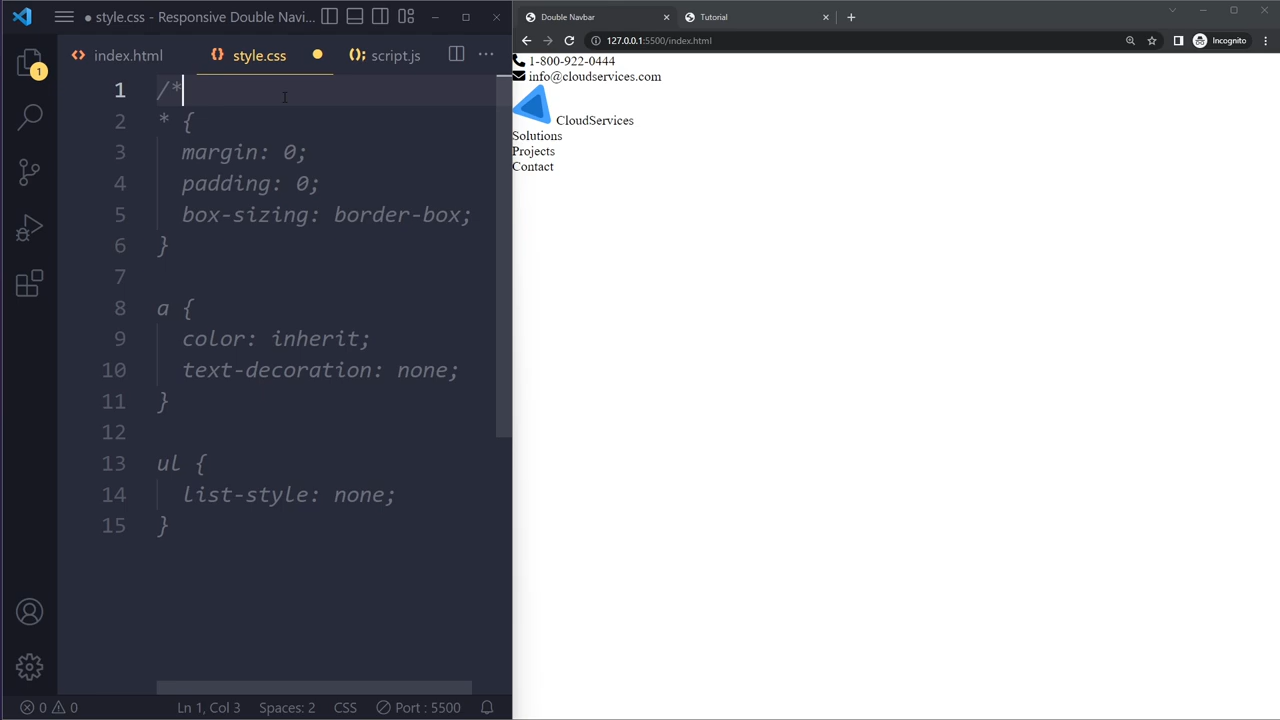 style.css - Responsive Double Navi...
index.html
style.css
script.js
1
1 /*
2 * {
3 margin: 0;
4 padding: 0;
5 box-sizing: border-box;
6 }
7
8 a {
9 color: inherit;
10 text-decoration: none;
11 }
12
13 ul {
14 list-style: none;
15 }
0 0 Ln 1, Col 3 Spaces: 2 CSS Port : 5500
Double Navbar
Tutorial
127.0.0.1:5500/index.html
Incognito
1-800-922-0444
info@cloudservices.com
CloudServices
Solutions
Projects
Contact